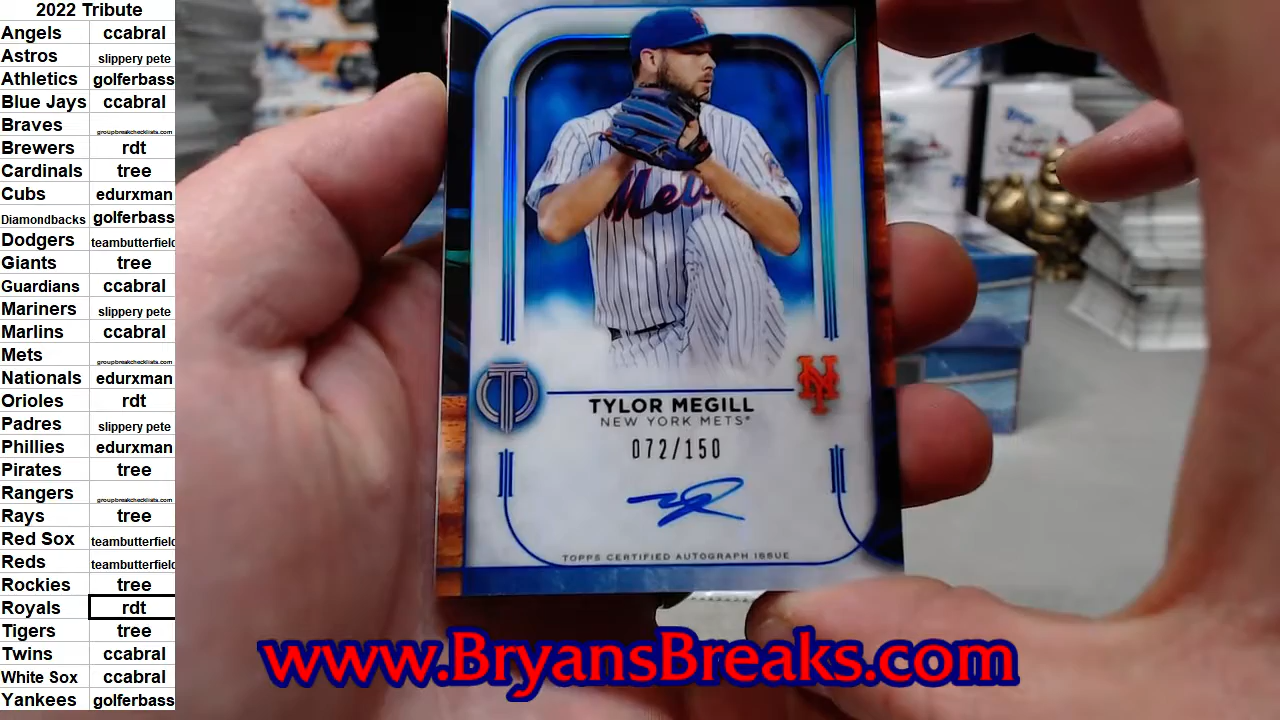 2022 Tribute
Angels ccabral
Astros slippery pete
Athletics golferbass
Blue Jays ccabral
Braves groupbreakchecklists.com
Brewers rdt
Cardinals tree
Cubs edurxman
Diamondbacks golferbass
Dodgers teambutterfield
Giants tree
Guardians ccabral
Mariners slippery pete
Marlins ccabral
Mets groupbreakchecklists.com
Nationals edurxman
Orioles rdt
Padres slippery pete
Phillies edurxman
Pirates tree
Rangers groupbreakchecklists.com
Rays tree
Red Sox teambutterfield
Reds teambutterfield
Rockies tree
Royals rdt
Tigers tree
Twins ccabral
White Sox ccabral
Yankees golferbass
Mets
T
NY
TYLOR MEGILL
NEW YORK METS®
072/150
TOPPS CERTIFIED AUTOGRAPH ISSUE
www.BryansBreaks.com